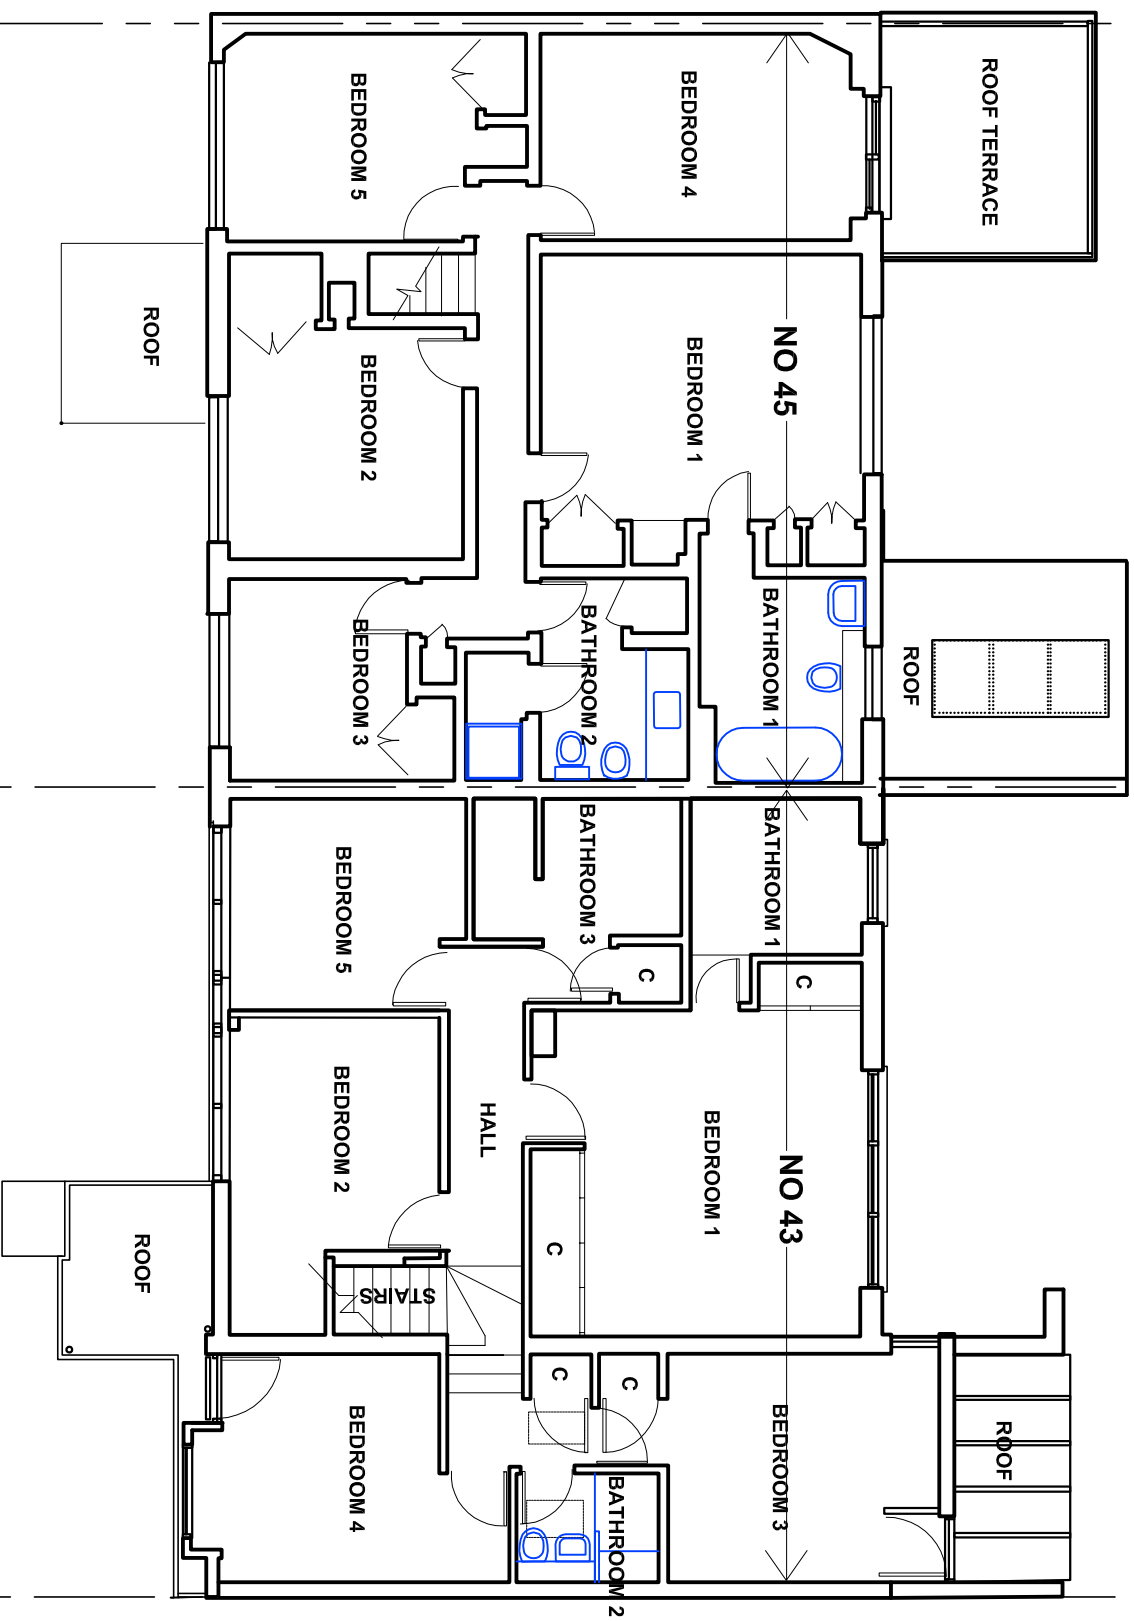 ROOF TERRACE
BEDROOM 4
BEDROOM 5
NO 45
BEDROOM 1
BEDROOM 2
ROOF
ROOF
BATHROOM 1
BATHROOM 2
BEDROOM 3
BATHROOM 1
BATHROOM 3
BEDROOM 5
C
C
NO 43
BEDROOM 1
HALL
BEDROOM 2
C
ROOF
STAIRS
C
C
ROOF
BEDROOM 3
BEDROOM 4
BATHROOM 2